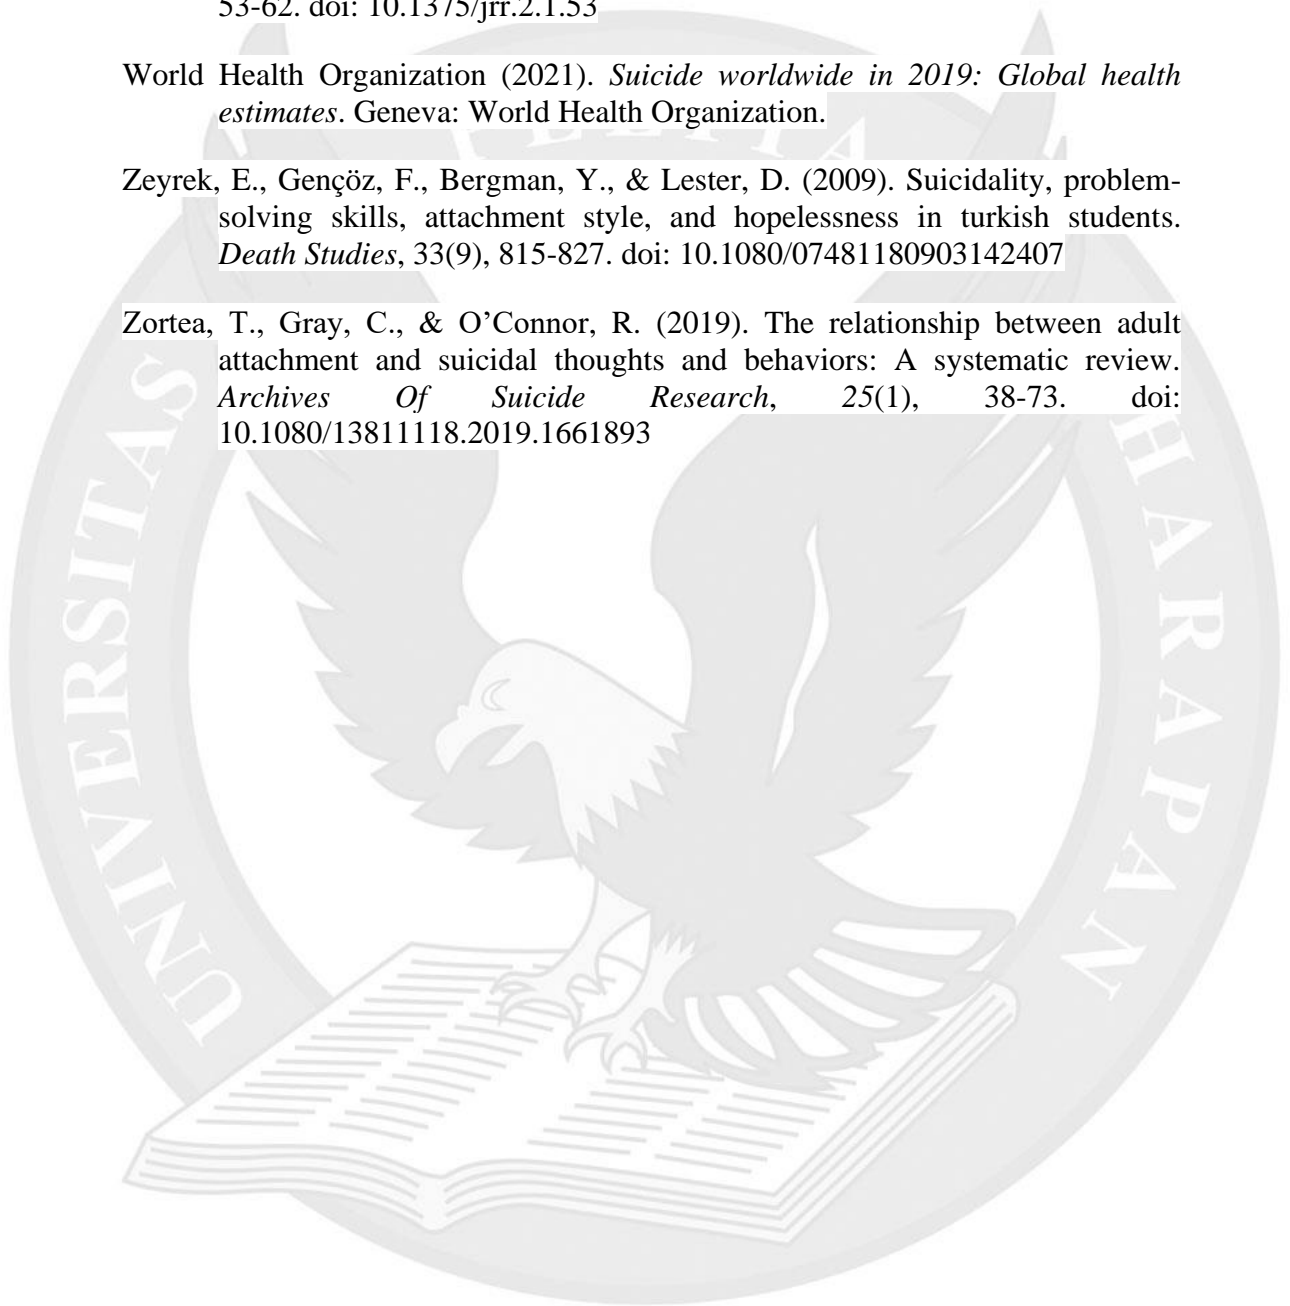 53-62. doi: 10.1375/jrr.2.1.53
World Health Organization (2021). Suicide worldwide in 2019: Global health
estimates. Geneva: World Health Organization.
Zeyrek, E., Gençöz, F., Bergman, Y., & Lester, D. (2009). Suicidality, problem-
solving skills, attachment style, and hopelessness in turkish students.
Death Studies, 33(9), 815-827. doi: 10.1080/07481180903142407
Zortea, T., Gray, C., & O’Connor, R. (2019). The relationship between adult
attachment and suicidal thoughts and behaviors: A systematic review.
Archives Of Suicide Research, 25(1), 38-73. doi:
10.1080/13811118.2019.1661893
UNIVERSITAS
HARAPAN